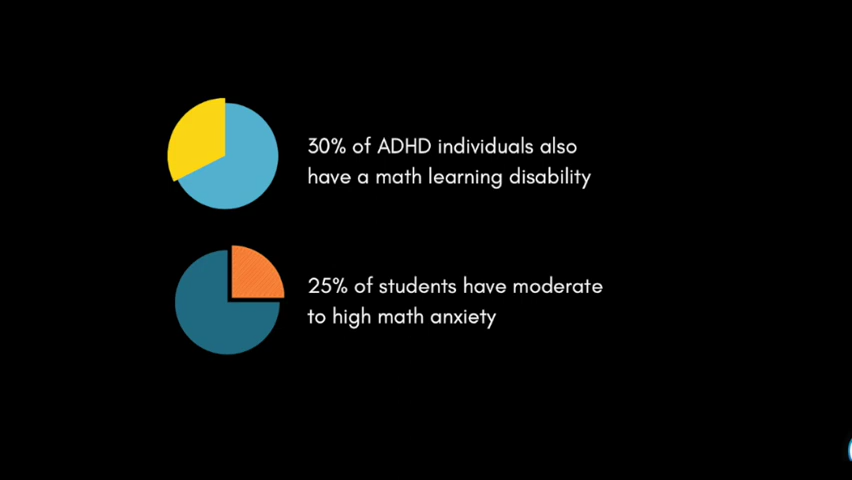 30% of ADHD individuals also
have a math learning disability
25% of students have moderate
to high math anxiety